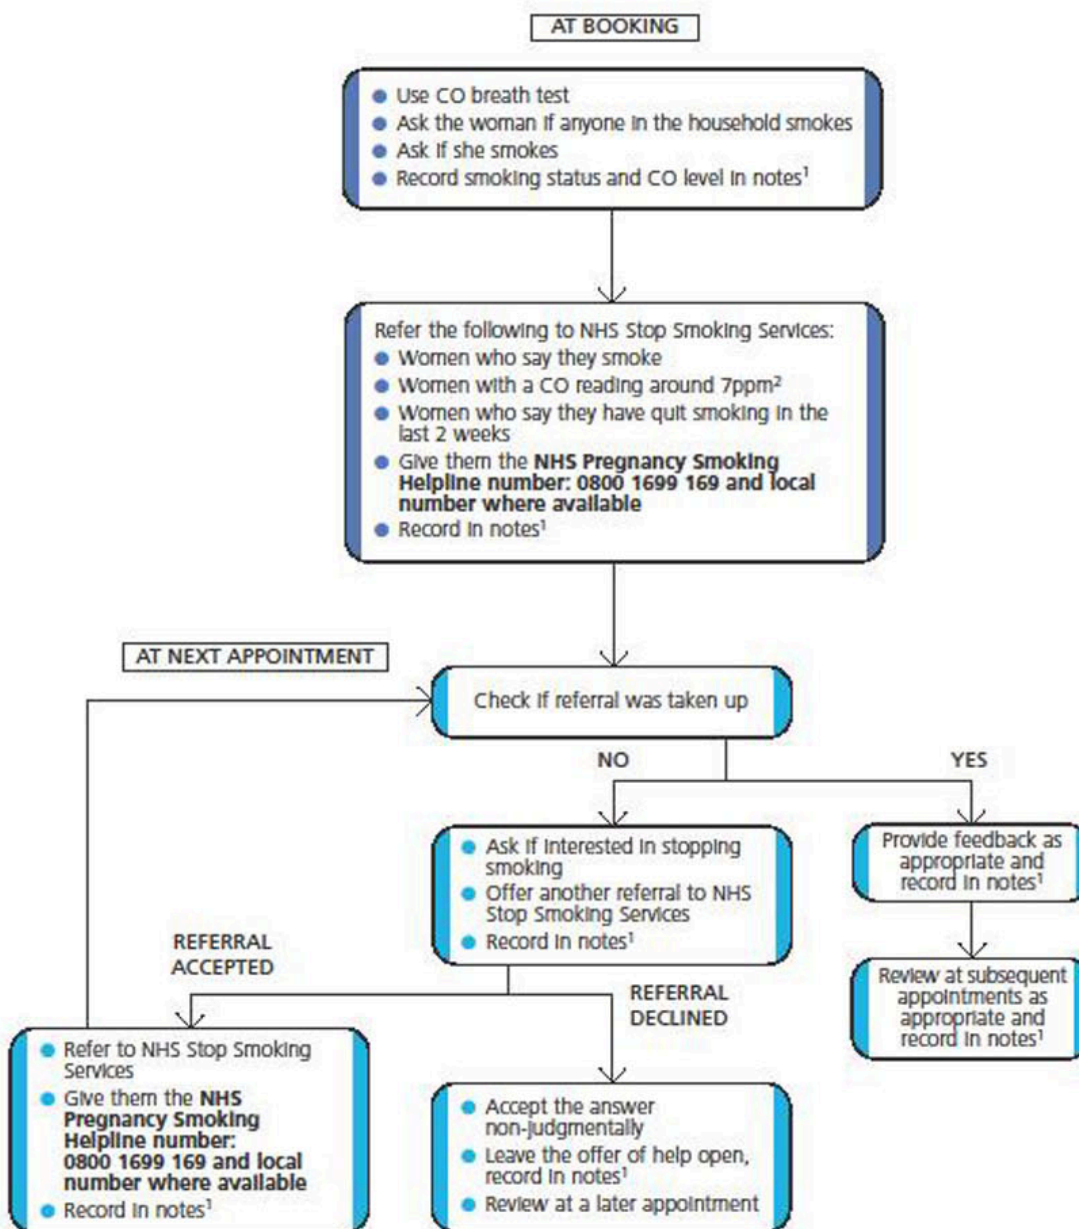 AT BOOKING
● Use CO breath test
● Ask the woman if anyone in the household smokes
● Ask if she smokes
● Record smoking status and CO level in notes¹
Refer the following to NHS Stop Smoking Services:
● Women who say they smoke
● Women with a CO reading around 7ppm²
● Women who say they have quit smoking in the
last 2 weeks
● Give them the NHS Pregnancy Smoking
Helpline number: 0800 1699 169 and local
number where available
● Record in notes¹
AT NEXT APPOINTMENT
Check if referral was taken up
NO
YES
● Ask if interested in stopping
smoking
● Offer another referral to NHS
Stop Smoking Services
● Record in notes¹
Provide feedback as
appropriate and
record in notes¹
Review at subsequent
appointments as
appropriate and
record in notes¹
REFERRAL
ACCEPTED
REFERRAL
DECLINED
● Refer to NHS Stop Smoking
Services
● Give them the NHS
Pregnancy Smoking
Helpline number:
0800 1699 169 and local
number where available
● Record in notes¹
● Accept the answer
non-judgmentally
● Leave the offer of help open,
record in notes¹
● Review at a later appointment